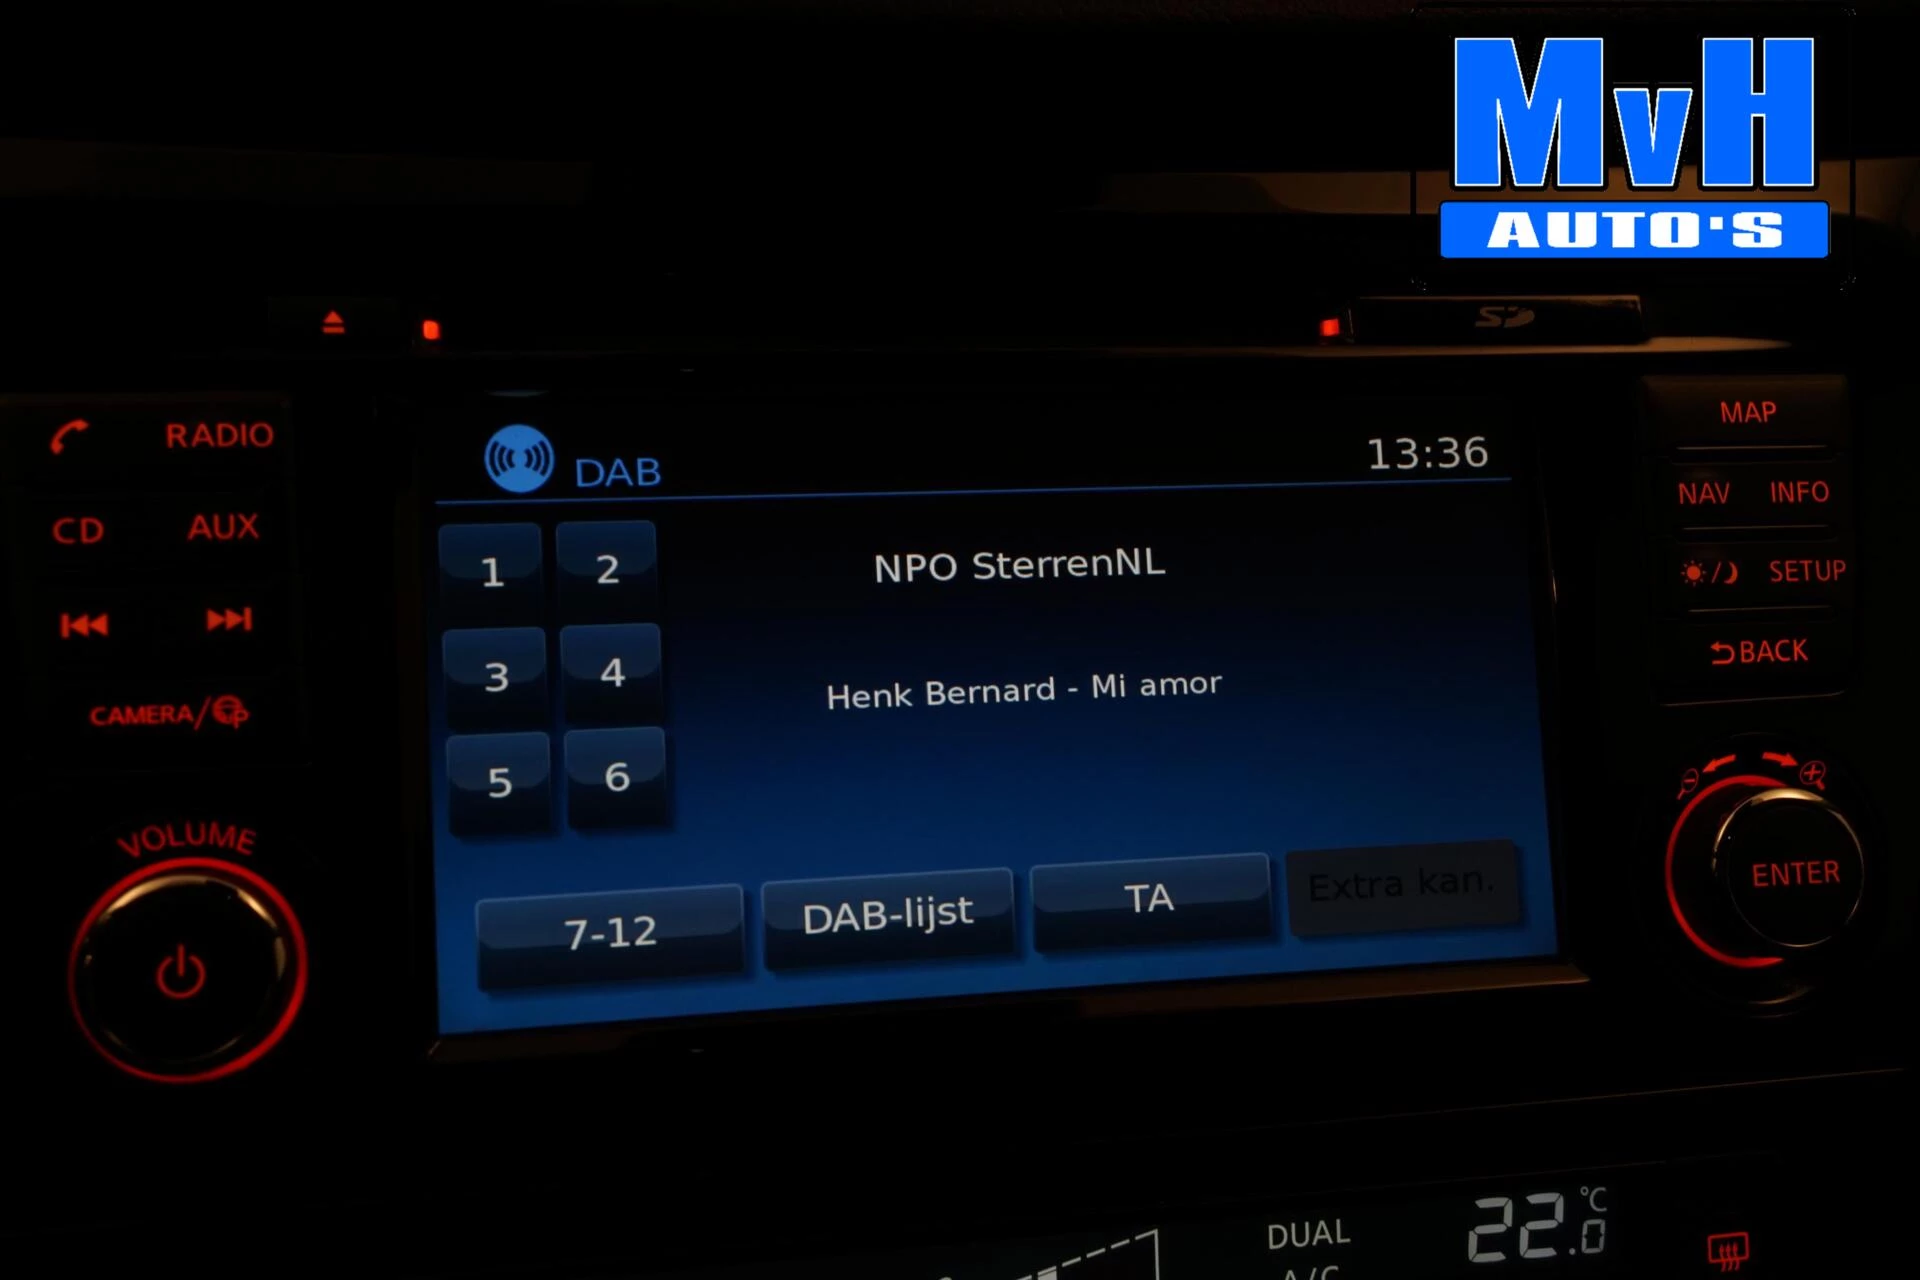 MvH
AUTO'S
SD
RADIO
CD
AUX
CAMERA/
VOLUME
DAB
13:36
1
2
3
4
5
6
NPO SterrenNL
Henk Bernard - Mi amor
7-12
DAB-lijst
TA
Extra kan.
MAP
NAV
INFO
SETUP
BACK
ENTER
DUAL
A/C
22.0 °C